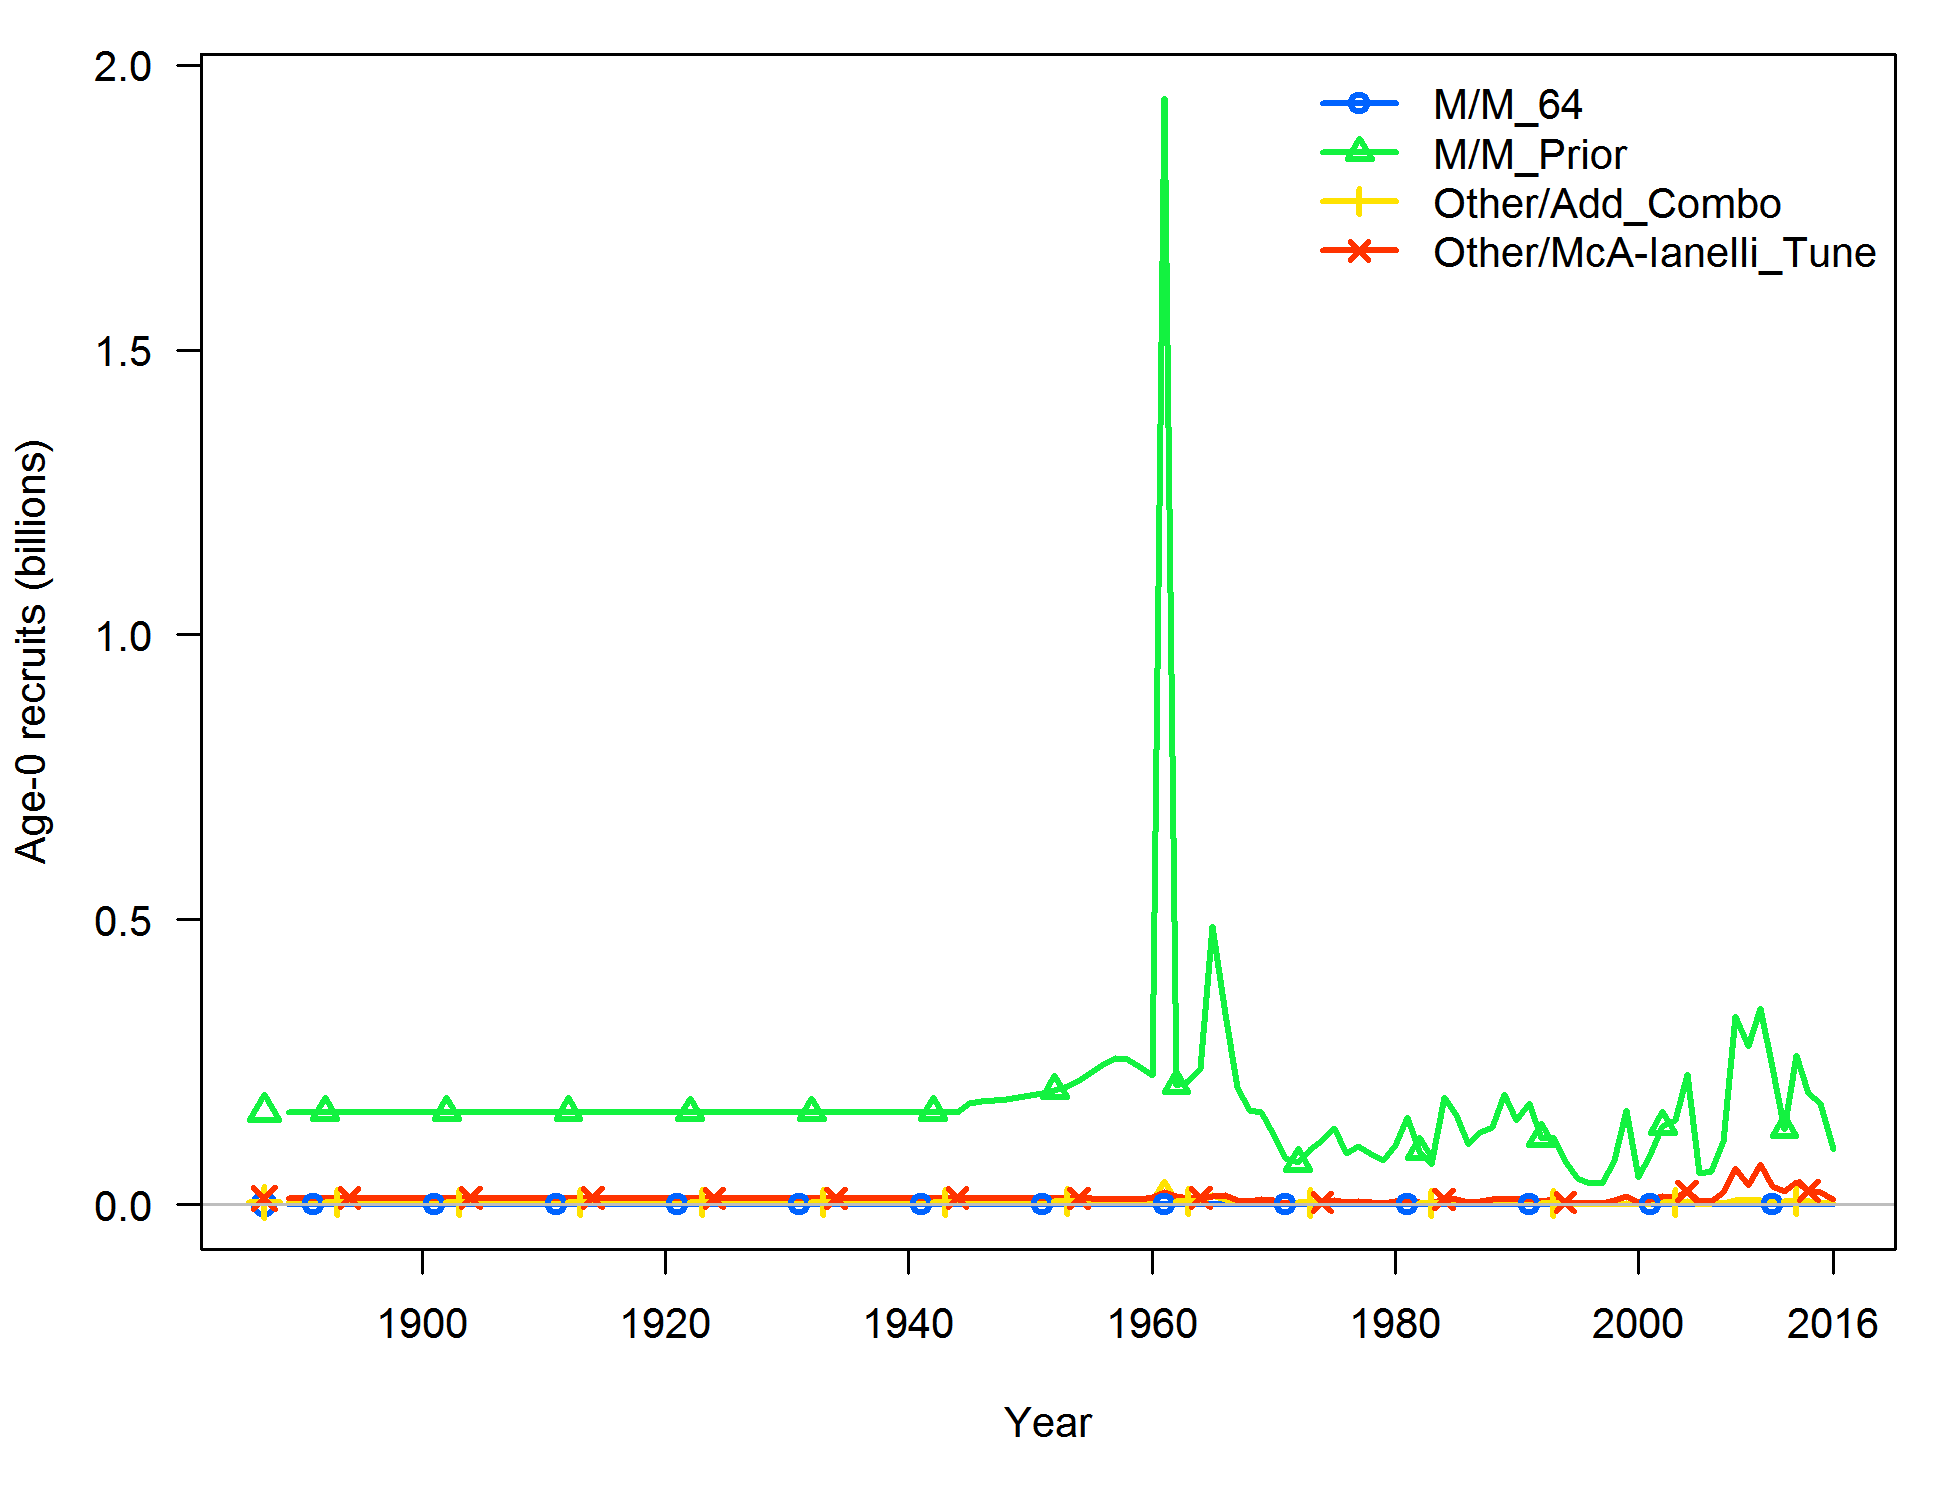 2.0
1.5
1.0
0.5
0.0
Age-0 recruits (billions)
M/M_64
M/M_Prior
Other/Add_Combo
Other/McA-Ianelli_Tune
1900 1920 1940 1960 1980 2000 2016
Year